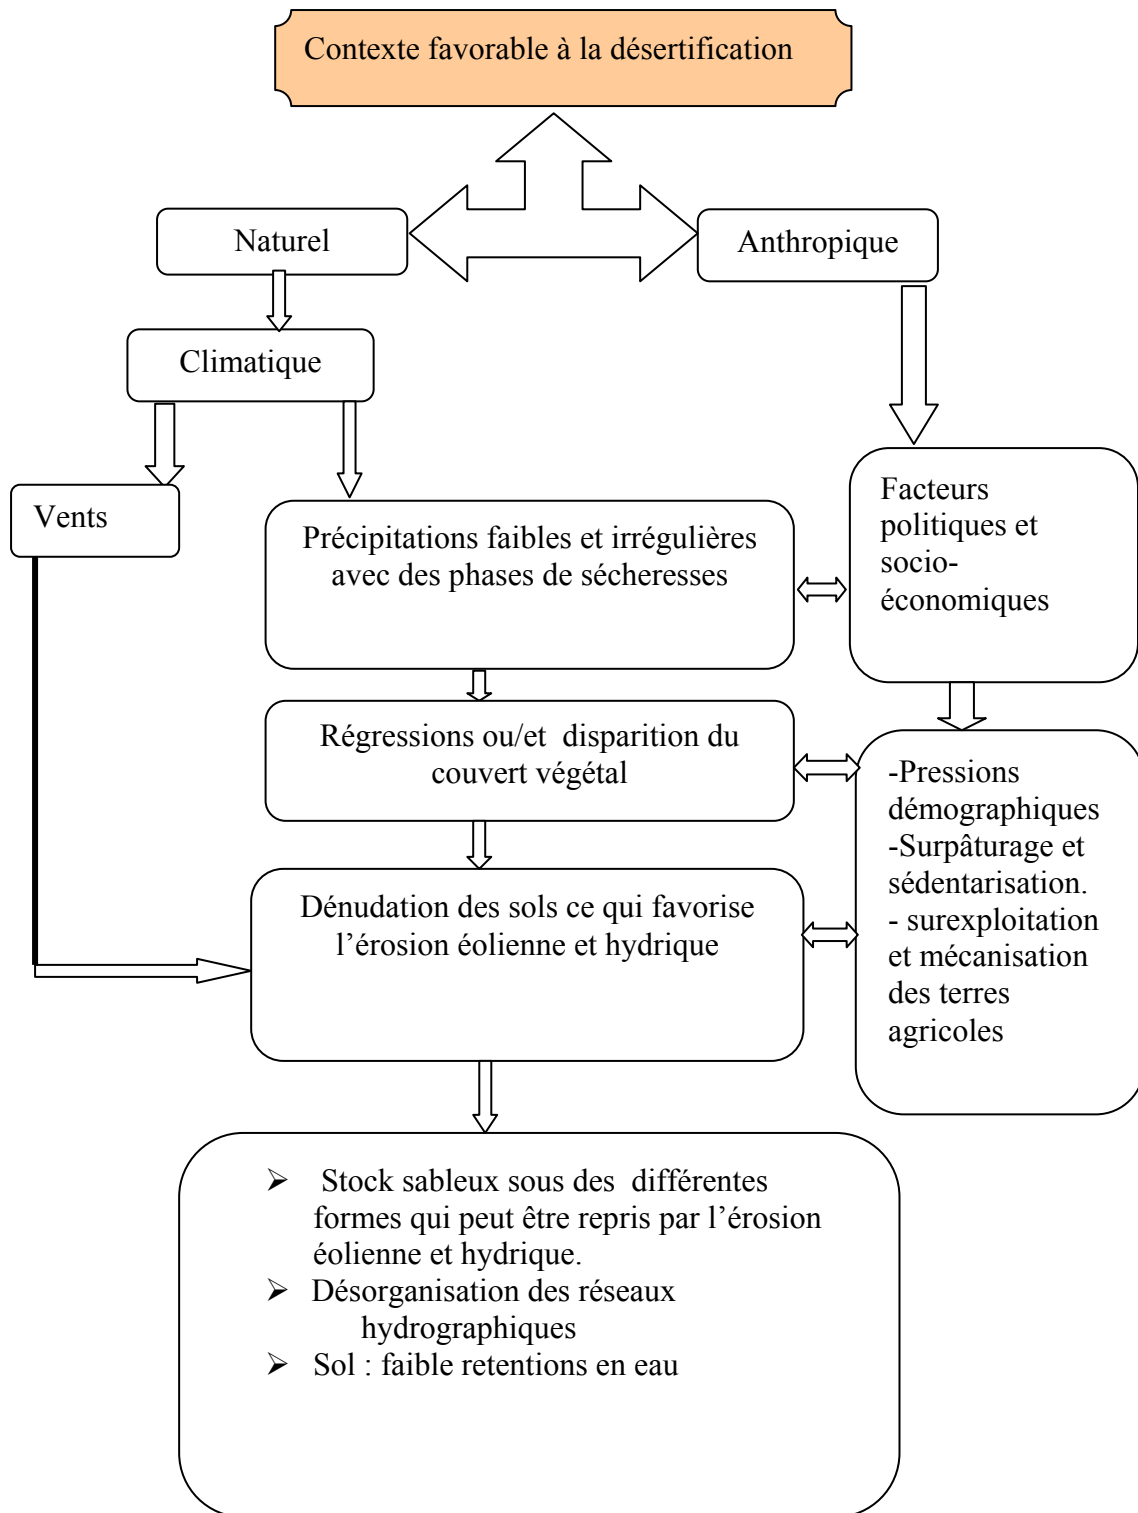 Contexte favorable à la désertification
Naturel
Anthropique
Climatique
Vents
Précipitations faibles et irrégulières
avec des phases de sécheresses
Facteurs
politiques et
socio-
économiques
Régressions ou/et  disparition du
couvert végétal
-Pressions
démographiques
-Surpâturage et
sédentarisation.
- surexploitation
et mécanisation
des terres
agricoles
Dénudation des sols ce qui favorise
l’érosion éolienne et hydrique
➢ Stock sableux sous des  différentes
formes qui peut être repris par l’érosion
éolienne et hydrique.
➢ Désorganisation des réseaux
hydrographiques
➢ Sol : faible retentions en eau